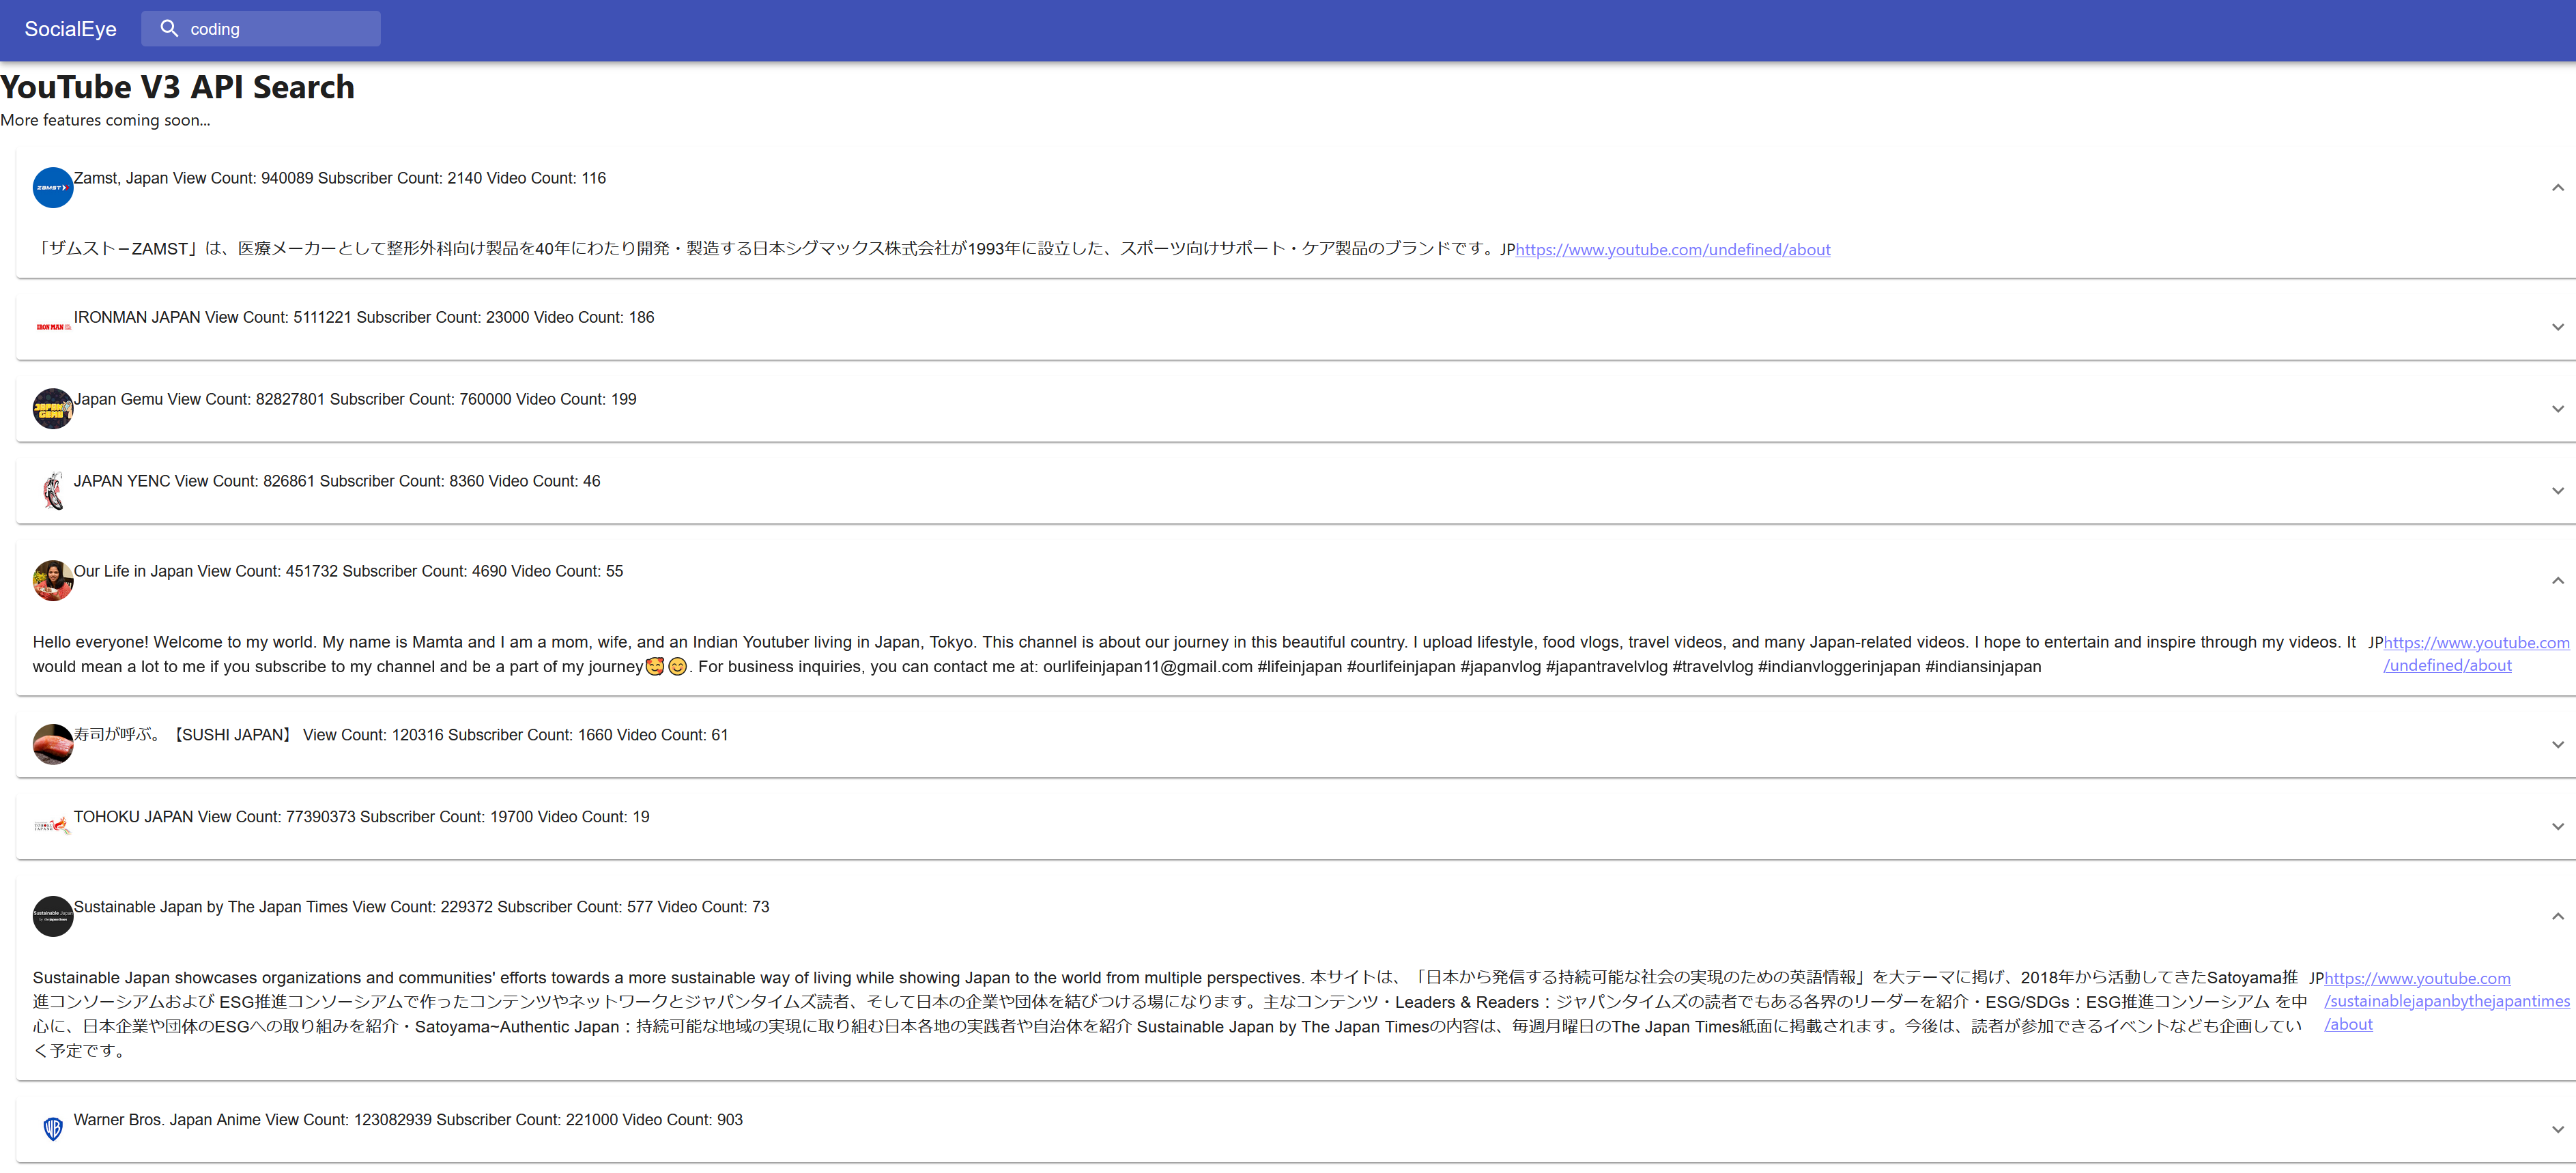 SocialEye
coding
YouTube V3 API Search
More features coming soon...
ZAMST
Zamst, Japan View Count: 940089 Subscriber Count: 2140 Video Count: 116
「ザムスト－ZAMST」は、医療メーカーとして整形外科向け製品を40年にわたり開発・製造する日本シグマックス株式会社が1993年に設立した、スポーツ向けサポート・ケア製品のブランドです。JPhttps://www.youtube.com/undefined/about
IRONMAN
IRONMAN JAPAN View Count: 5111221 Subscriber Count: 23000 Video Count: 186
JAPAN GEMU
Japan Gemu View Count: 82827801 Subscriber Count: 760000 Video Count: 199
JAPAN YENC View Count: 826861 Subscriber Count: 8360 Video Count: 46
Our Life in Japan View Count: 451732 Subscriber Count: 4690 Video Count: 55
Hello everyone! Welcome to my world. My name is Mamta and I am a mom, wife, and an Indian Youtuber living in Japan, Tokyo. This channel is about our journey in this beautiful country. I upload lifestyle, food vlogs, travel videos, and many Japan-related videos. I hope to entertain and inspire through my videos. It
would mean a lot to me if you subscribe to my channel and be a part of my journey🥰😊. For business inquiries, you can contact me at: ourlifeinjapan11@gmail.com #lifeinjapan #ourlifeinjapan #japanvlog #japantravelvlog #travelvlog #indianvloggerinjapan #indiansinjapan
JPhttps://www.youtube.com
/undefined/about
寿司が呼ぶ。【SUSHI JAPAN】 View Count: 120316 Subscriber Count: 1660 Video Count: 61
TOHOKU JAPAN View Count: 77390373 Subscriber Count: 19700 Video Count: 19
Sustainable Japan
Sustainable Japan by The Japan Times View Count: 229372 Subscriber Count: 577 Video Count: 73
Sustainable Japan showcases organizations and communities' efforts towards a more sustainable way of living while showing Japan to the world from multiple perspectives. 本サイトは、「日本から発信する持続可能な社会の実現のための英語情報」を大テーマに掲げ、2018年から活動してきたSatoyama推
進コンソーシアムおよび ESG推進コンソーシアムで作ったコンテンツやネットワークとジャパンタイムズ読者、そして日本の企業や団体を結びつける場になります。主なコンテンツ・Leaders & Readers：ジャパンタイムズの読者でもある各界のリーダーを紹介・ESG/SDGs：ESG推進コンソーシアム を中
心に、日本企業や団体のESGへの取り組みを紹介・Satoyama~Authentic Japan：持続可能な地域の実現に取り組む日本各地の実践者や自治体を紹介 Sustainable Japan by The Japan Timesの内容は、毎週月曜日のThe Japan Times紙面に掲載されます。今後は、読者が参加できるイベントなども企画してい
く予定です。
JPhttps://www.youtube.com
/sustainablejapanbythejapantimes
/about
WB
Warner Bros. Japan Anime View Count: 123082939 Subscriber Count: 221000 Video Count: 903